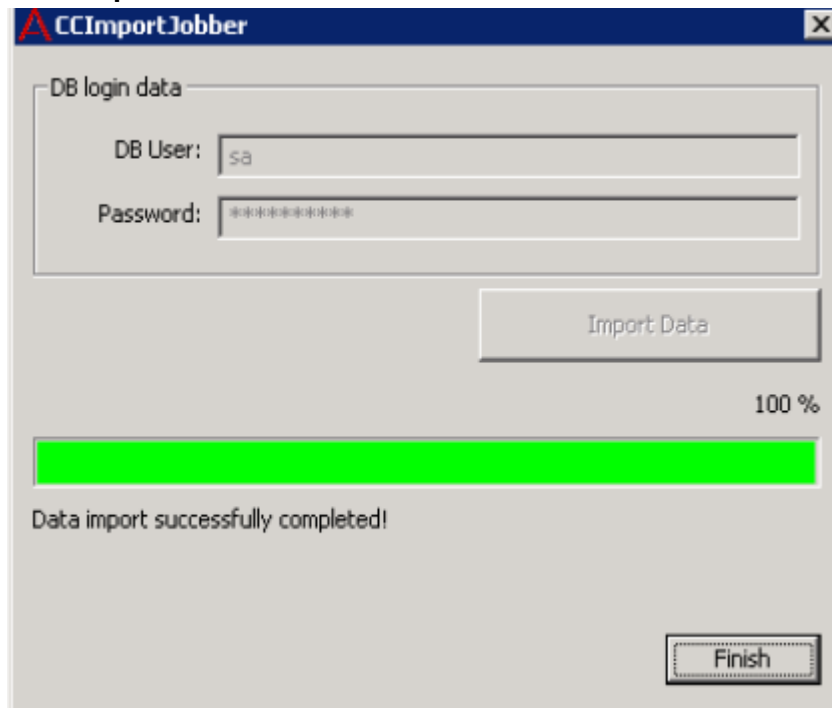 CCImportJobber
DB login data
DB User: sa
Password: **********
Import Data
100 %
Data import successfully completed!
Finish